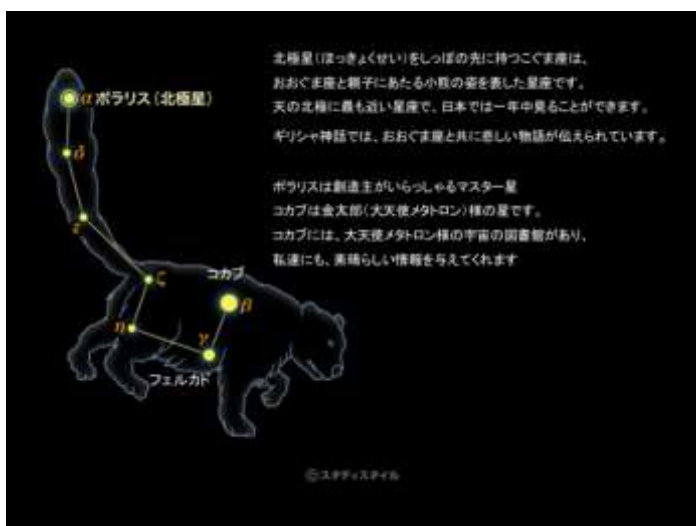 北極星(ほっきょくせい)をしっぽの先に持つこぐま座は、
おおぐま座と親子にあたる小熊の姿を表した星座です。
天の北極に最も近い星座で、日本では一年中見ることができます。
ギリシャ神話では、おおぐま座と共に悲しい物語が伝えられています。
ポラリスは創造主がいらっしゃるマスター星
コカブは金太郎(大天使メタトロン)様の星です。
コカブには、大天使メタトロン様の宇宙の図書館があり、
私達にも、素晴らしい情報を与えてくれます
αポラリス(北極星)
δ
ε
ζ
コカブ
β
η
γ
フェルカド
©スタディスタイル